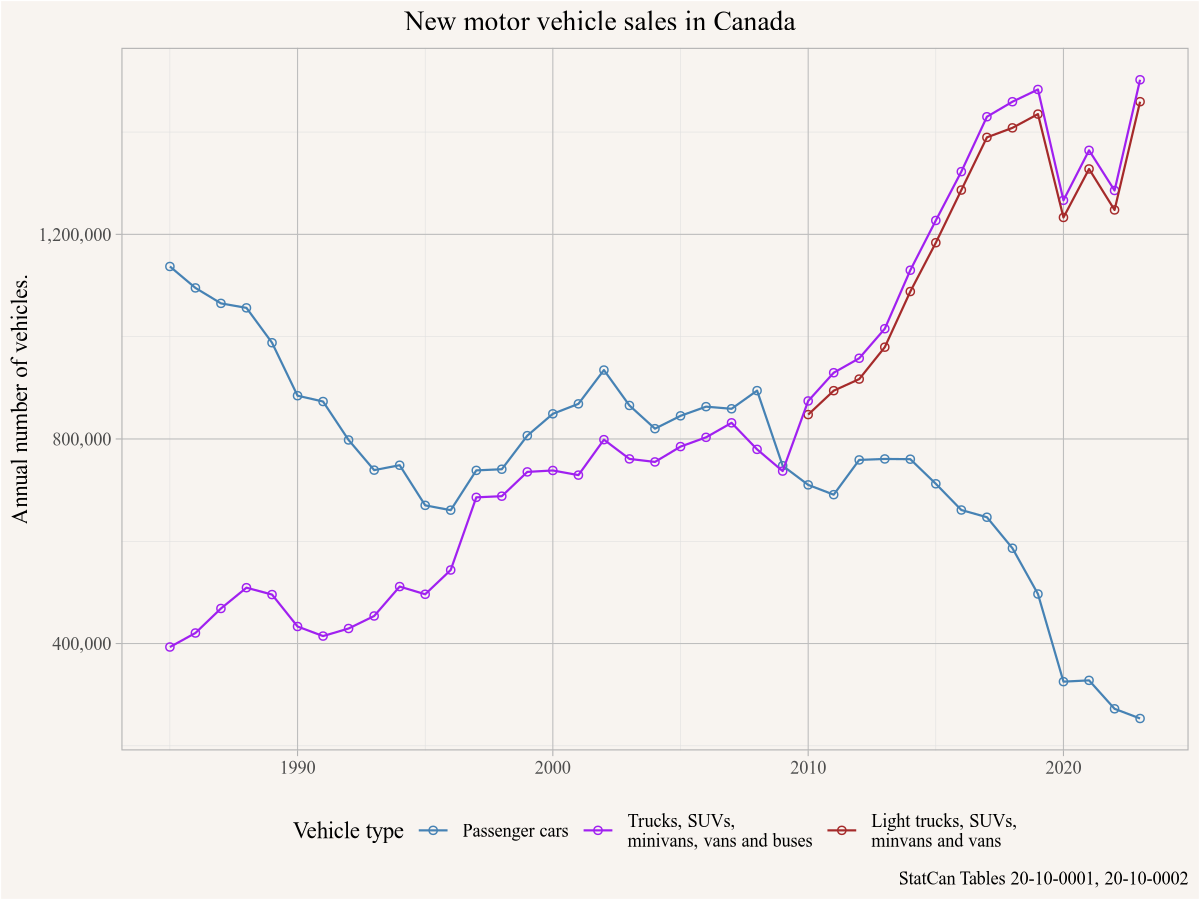 New motor vehicle sales in Canada
Annual number of vehicles.
1,200,000
800,000
400,000
1990 2000 2010 2020
Vehicle type
Passenger cars
Trucks, SUVs,
minivans, vans and buses
Light trucks, SUVs,
minvans and vans
StatCan Tables 20-10-0001, 20-10-0002